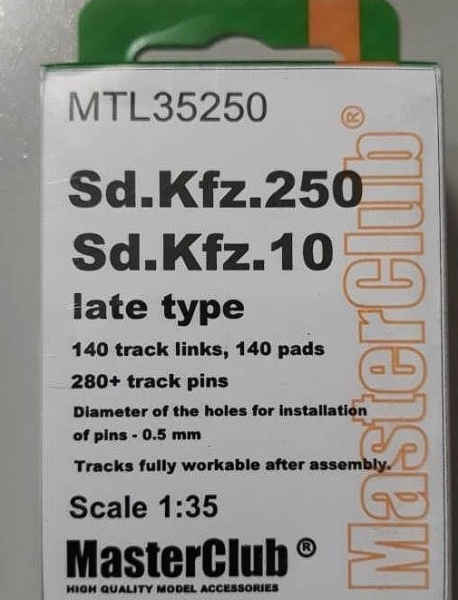 MTL35250
Sd.Kfz.250
Sd.Kfz.10
late type
140 track links, 140 pads
280+ track pins
Diameter of the holes for installation
of pins - 0.5 mm
Tracks fully workable after assembly.
Scale 1:35
MasterClub ®
HIGH QUALITY MODEL ACCESSORIES
MasterClub®